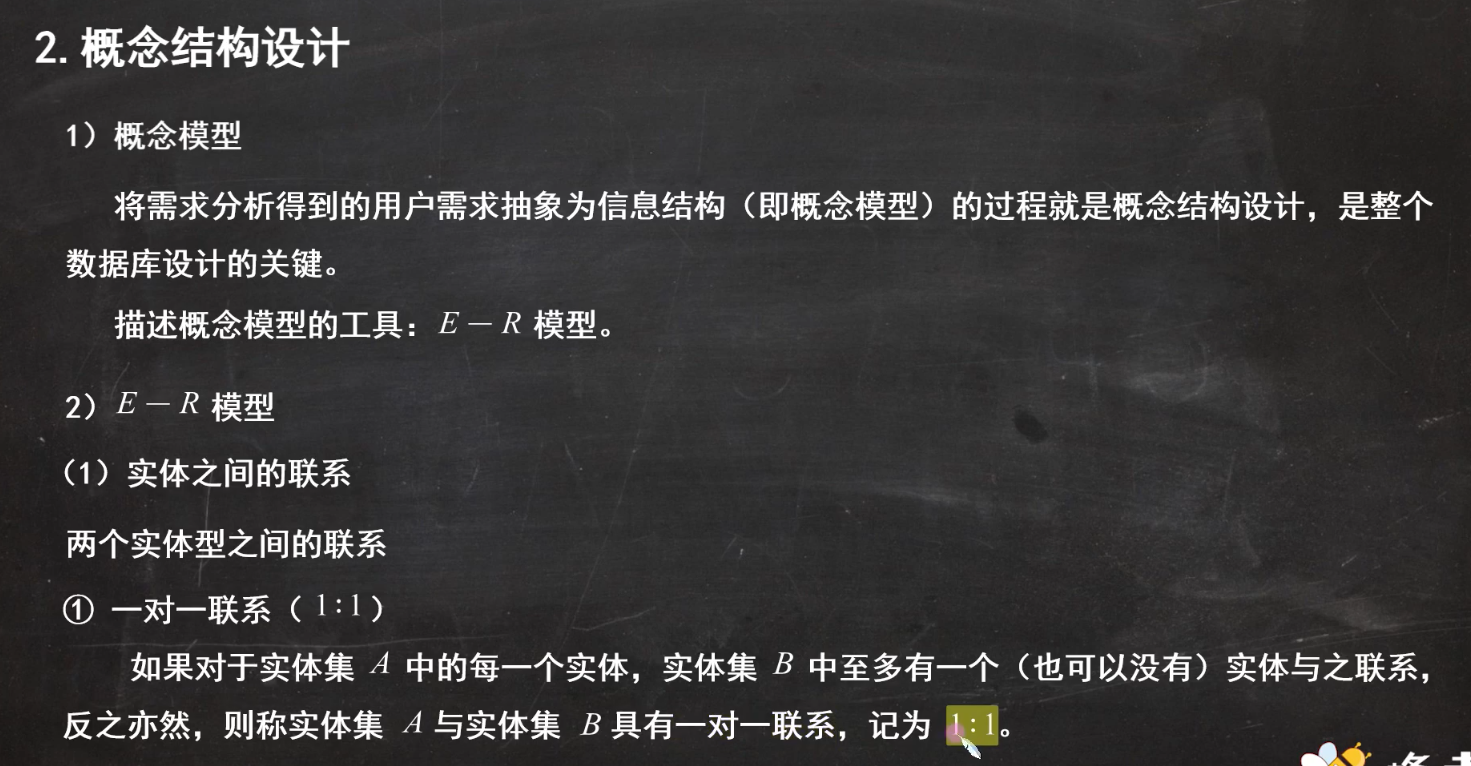 2. 概念结构设计
1）概念模型
将需求分析得到的用户需求抽象为信息结构（即概念模型）的过程就是概念结构设计，是整个
数据库设计的关键。
描述概念模型的工具：E－R 模型。
2）E－R 模型
（1）实体之间的联系
两个实体型之间的联系
① 一对一联系（1:1）
如果对于实体集 A 中的每一个实体，实体集 B 中至多有一个（也可以没有）实体与之联系，
反之亦然，则称实体集 A 与实体集 B 具有一对一联系，记为 1:1。